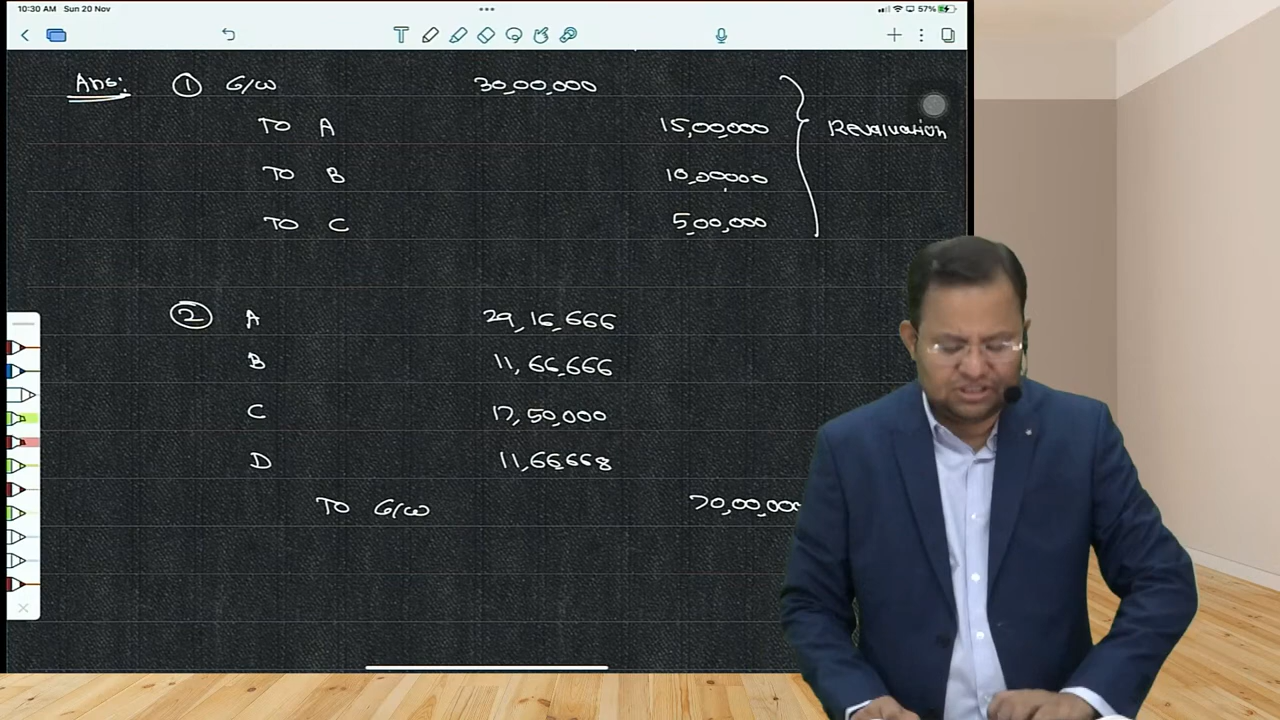 10:30 AM Sun 20 Nov
57%
Ans: ① G/W 30,00,000
TO A 15,00,000
TO B 10,00,000
TO C 5,00,000
Revaluation
② A 29,16,666
B 11,66,666
C 17,50,000
D 11,66,668
TO G/W 70,00,000